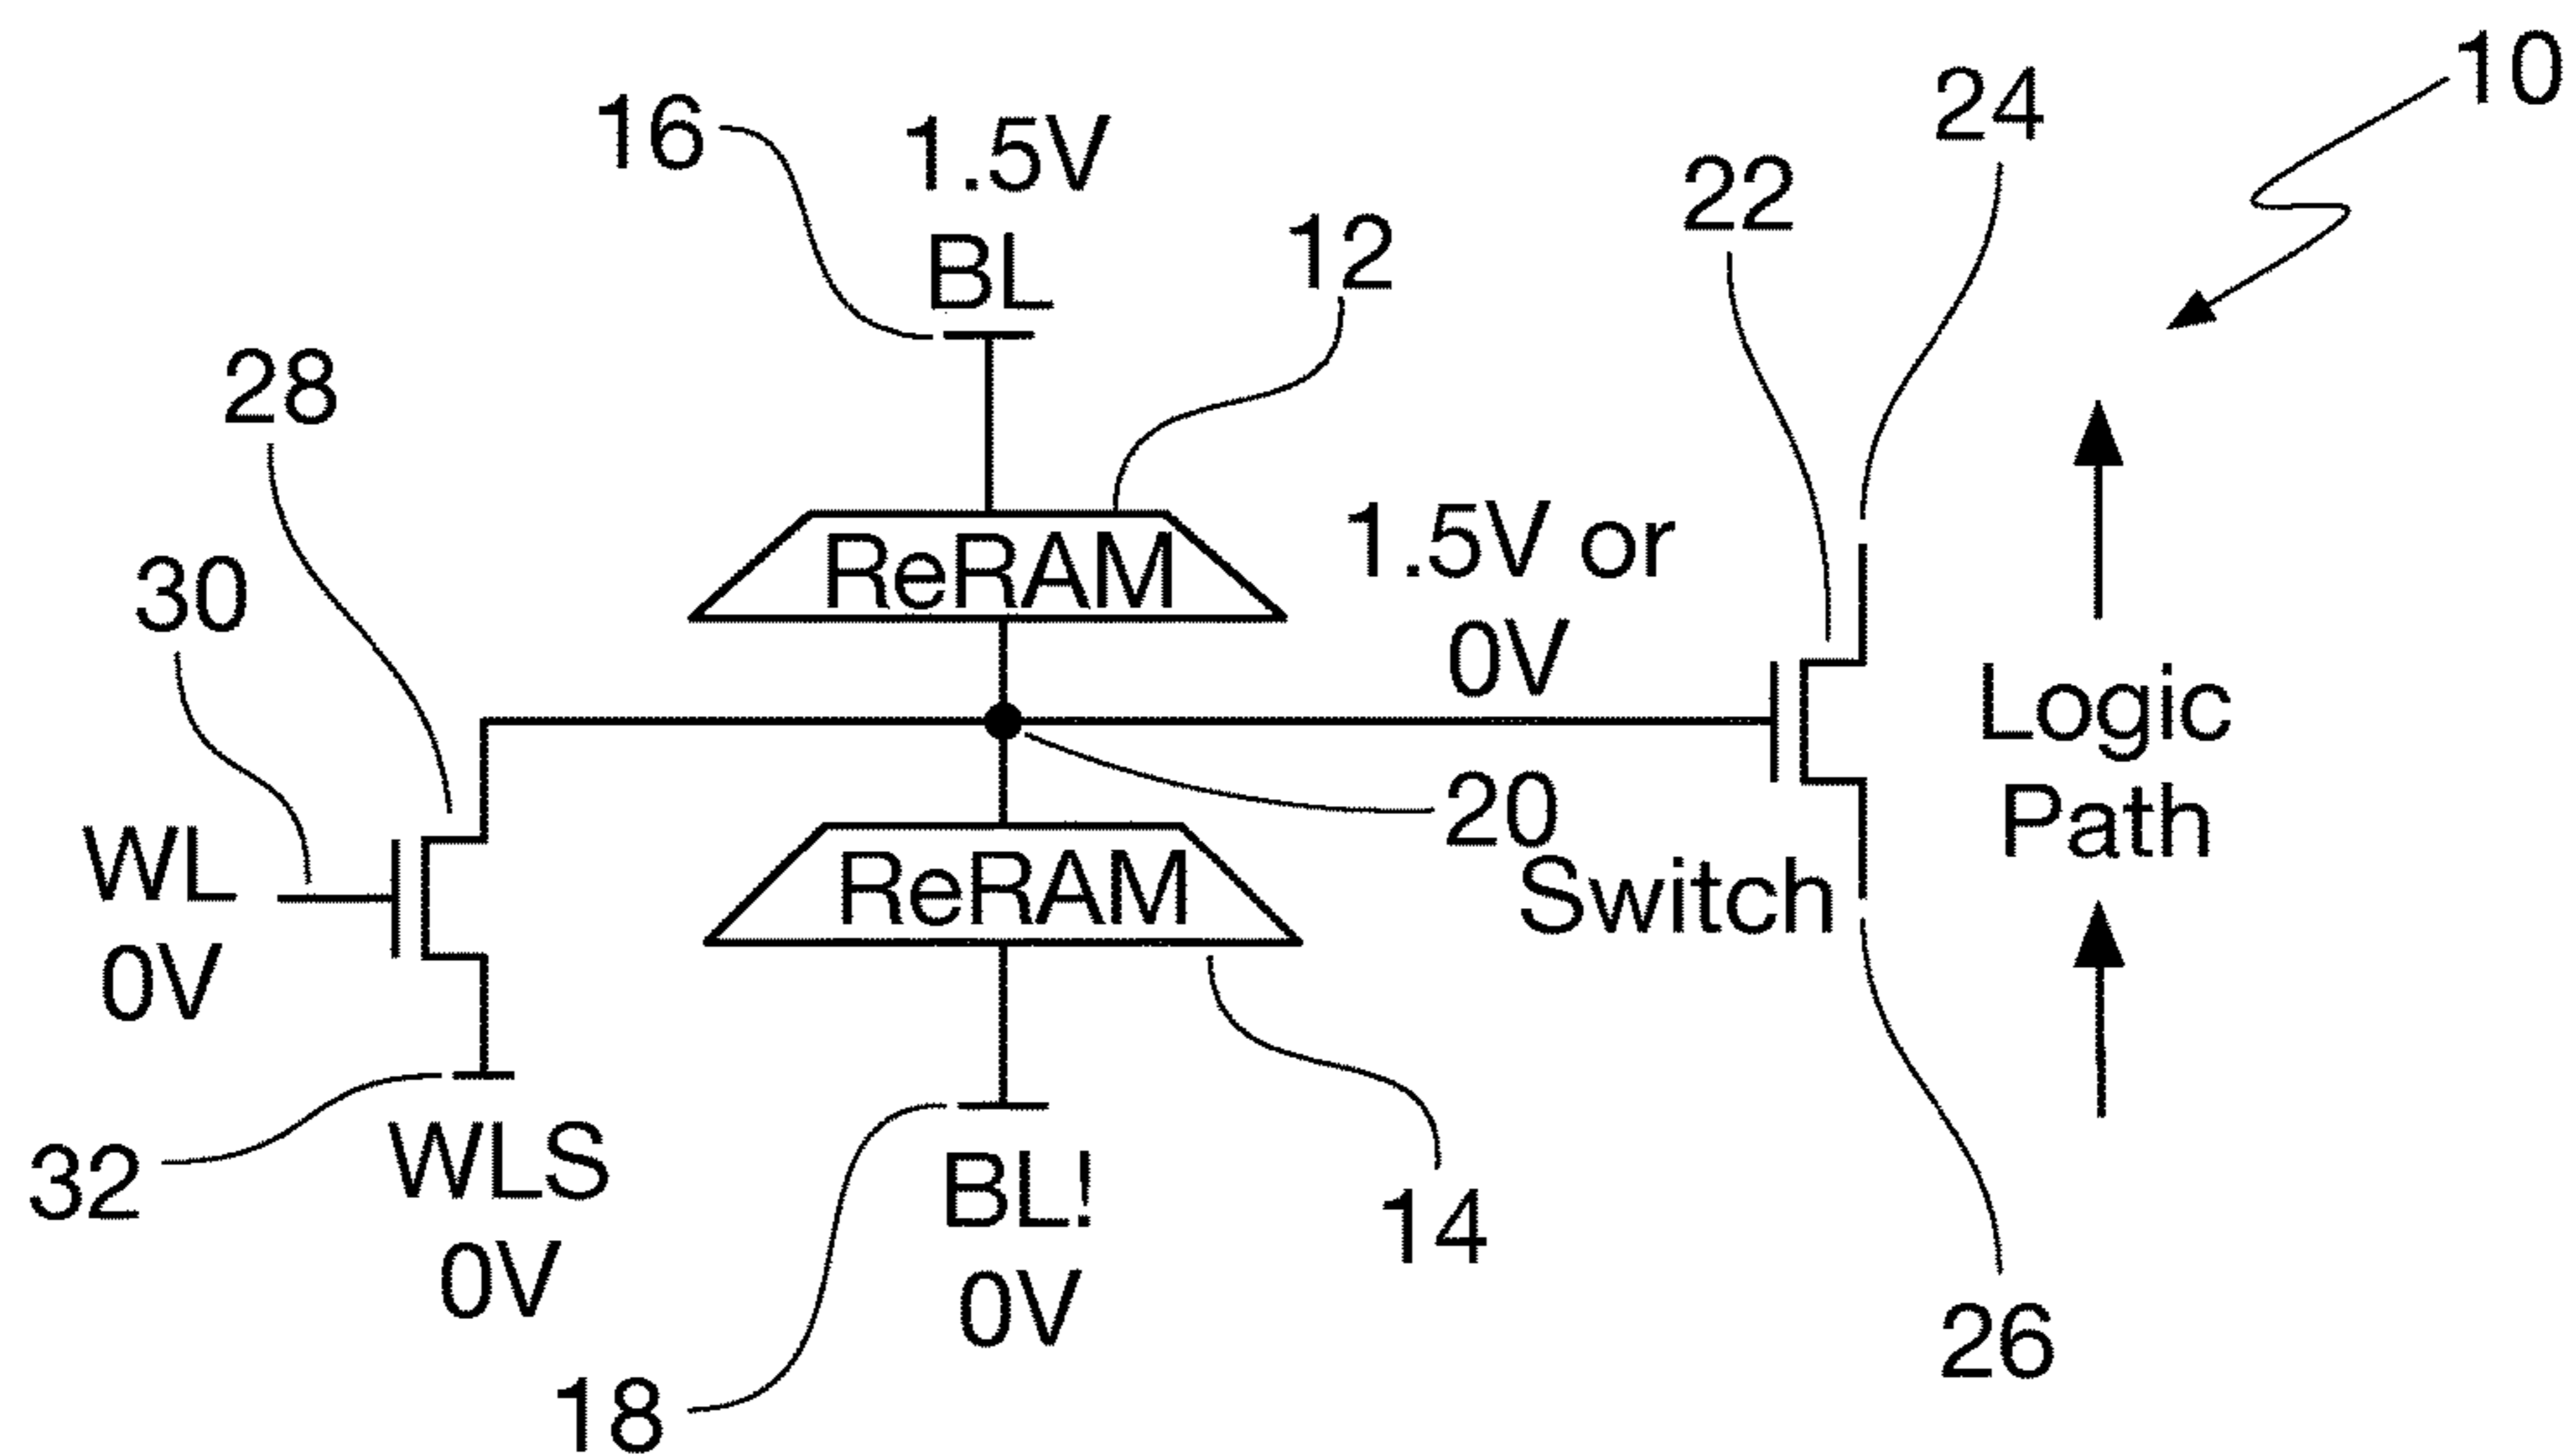 10
24
16
1.5V
22
BL
12
28
ReRAM
1.5V or
0V
30
Logic
Path
20
Switch
WL
0V
ReRAM
32
WLS
0V
BL!
0V
14
26
18